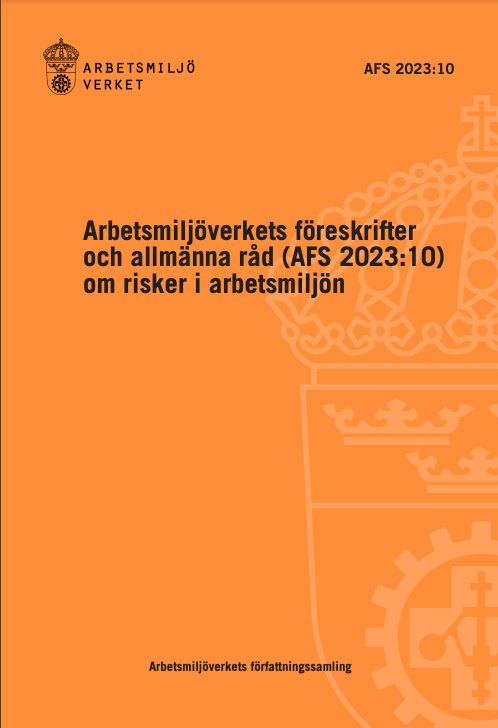 ARBETSMILJÖ
VERKET
AFS 2023:10
Arbetsmiljöverkets föreskrifter
och allmänna råd (AFS 2023:10)
om risker i arbetsmiljön
Arbetsmiljöverkets författningssamling